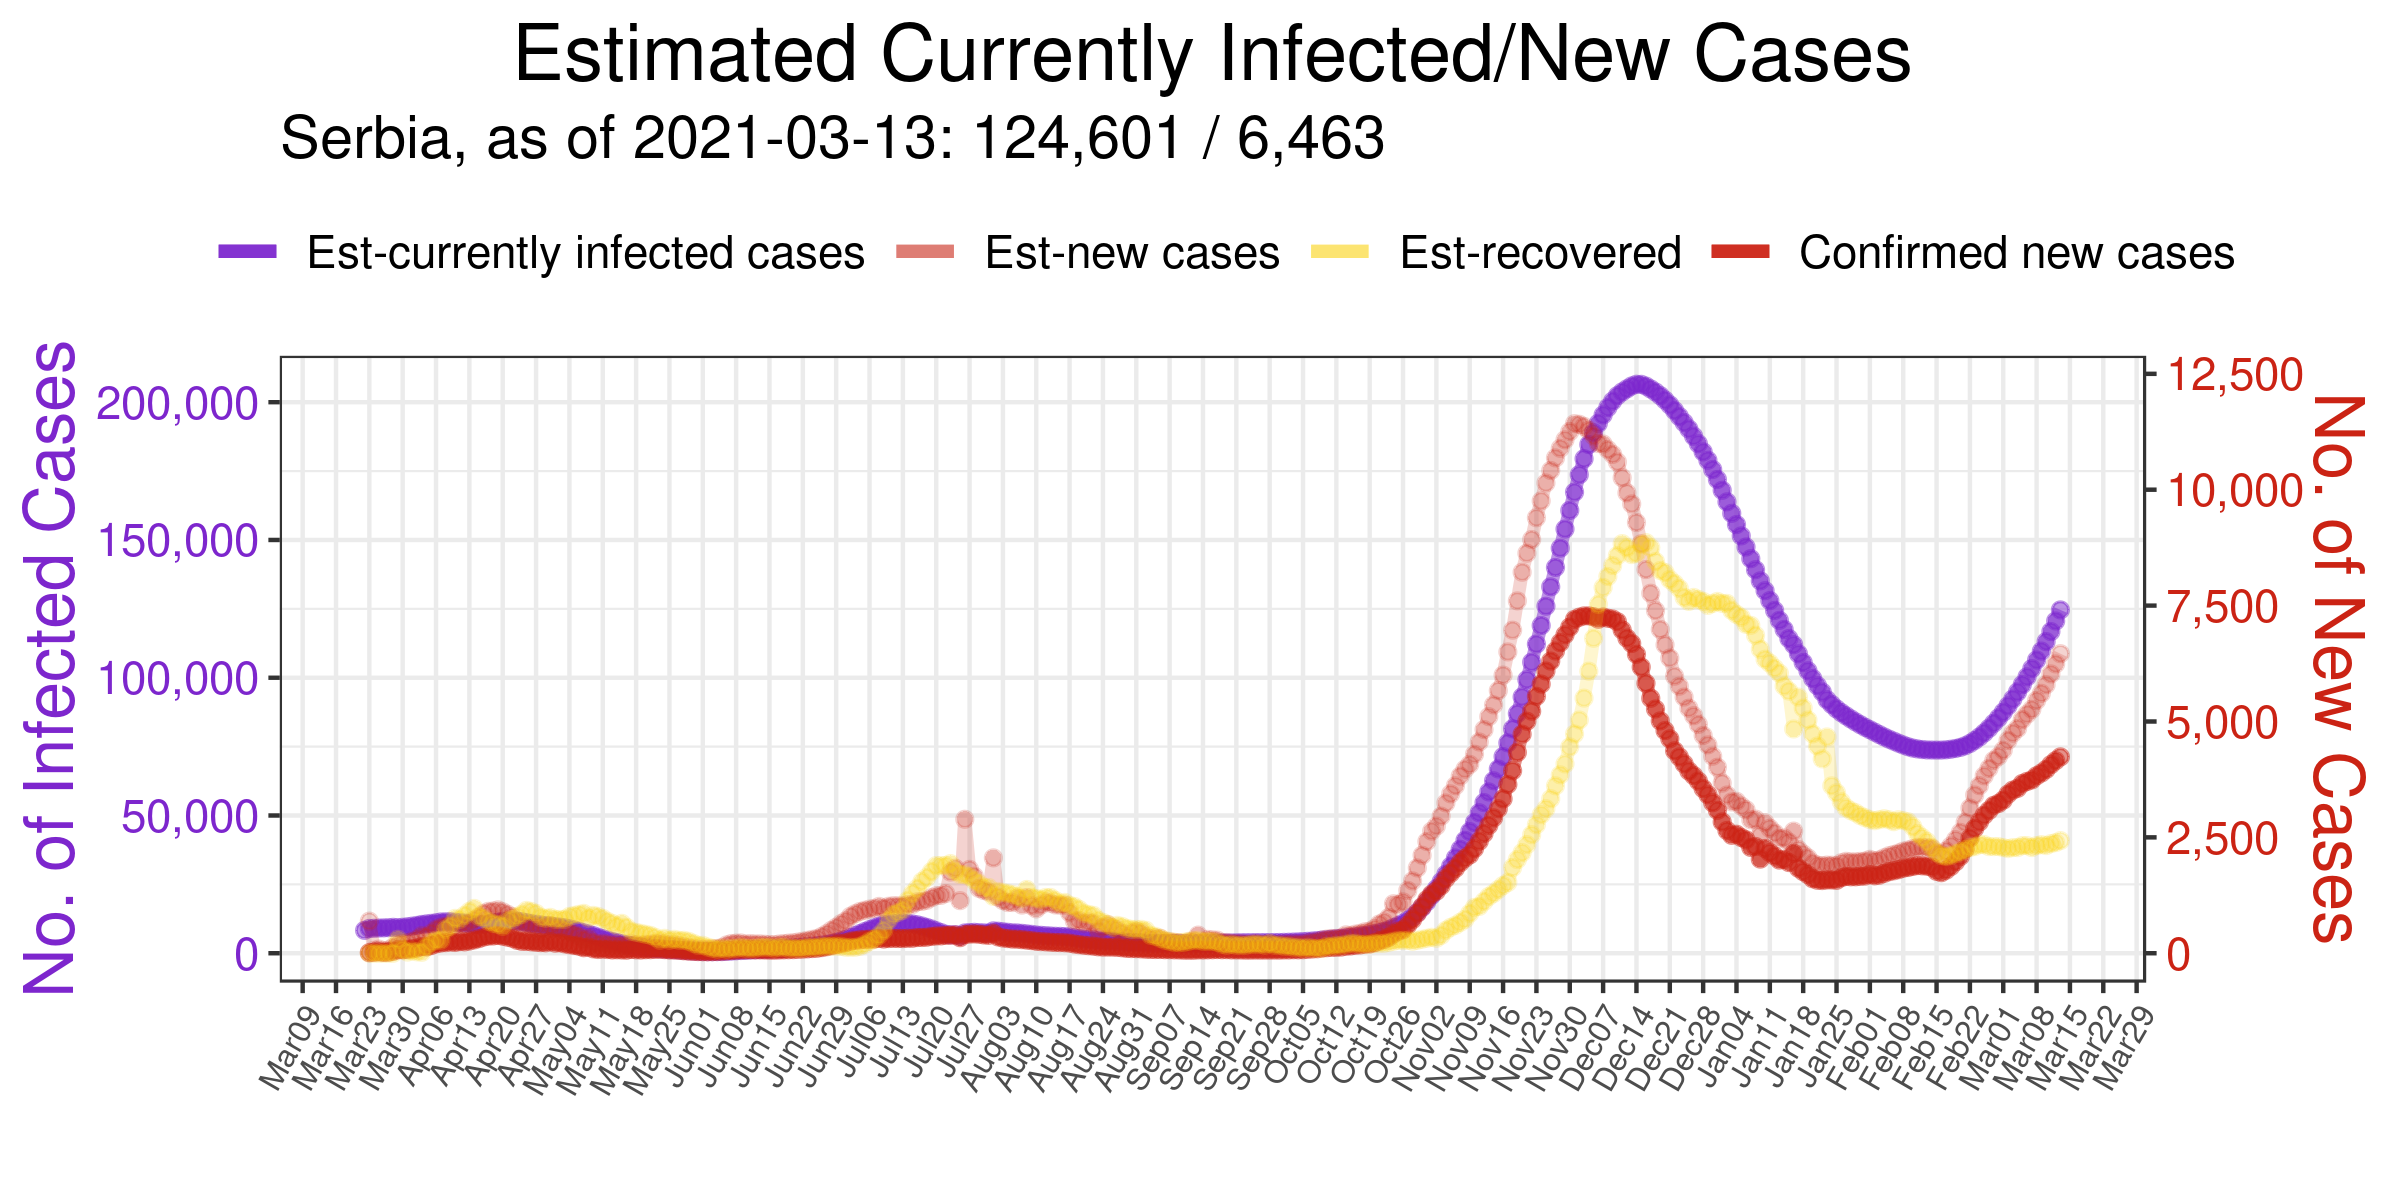 Estimated Currently Infected/New Cases
Serbia, as of 2021-03-13: 124,601 / 6,463
Est-currently infected cases
Est-new cases
Est-recovered
Confirmed new cases
No. of Infected Cases
200,000
150,000
100,000
50,000
0
12,500
10,000
7,500
5,000
2,500
0
No. of New Cases
Mar09
Mar16
Mar23
Mar30
Apr06
Apr13
Apr20
Apr27
May04
May11
May18
May25
Jun01
Jun08
Jun15
Jun22
Jun29
Jul06
Jul13
Jul20
Jul27
Aug03
Aug10
Aug17
Aug24
Aug31
Sep07
Sep14
Sep21
Sep28
Oct05
Oct12
Oct19
Oct26
Nov02
Nov09
Nov16
Nov23
Nov30
Dec07
Dec14
Dec21
Dec28
Jan04
Jan11
Jan18
Jan25
Feb01
Feb08
Feb15
Feb22
Mar01
Mar08
Mar15
Mar22
Mar29